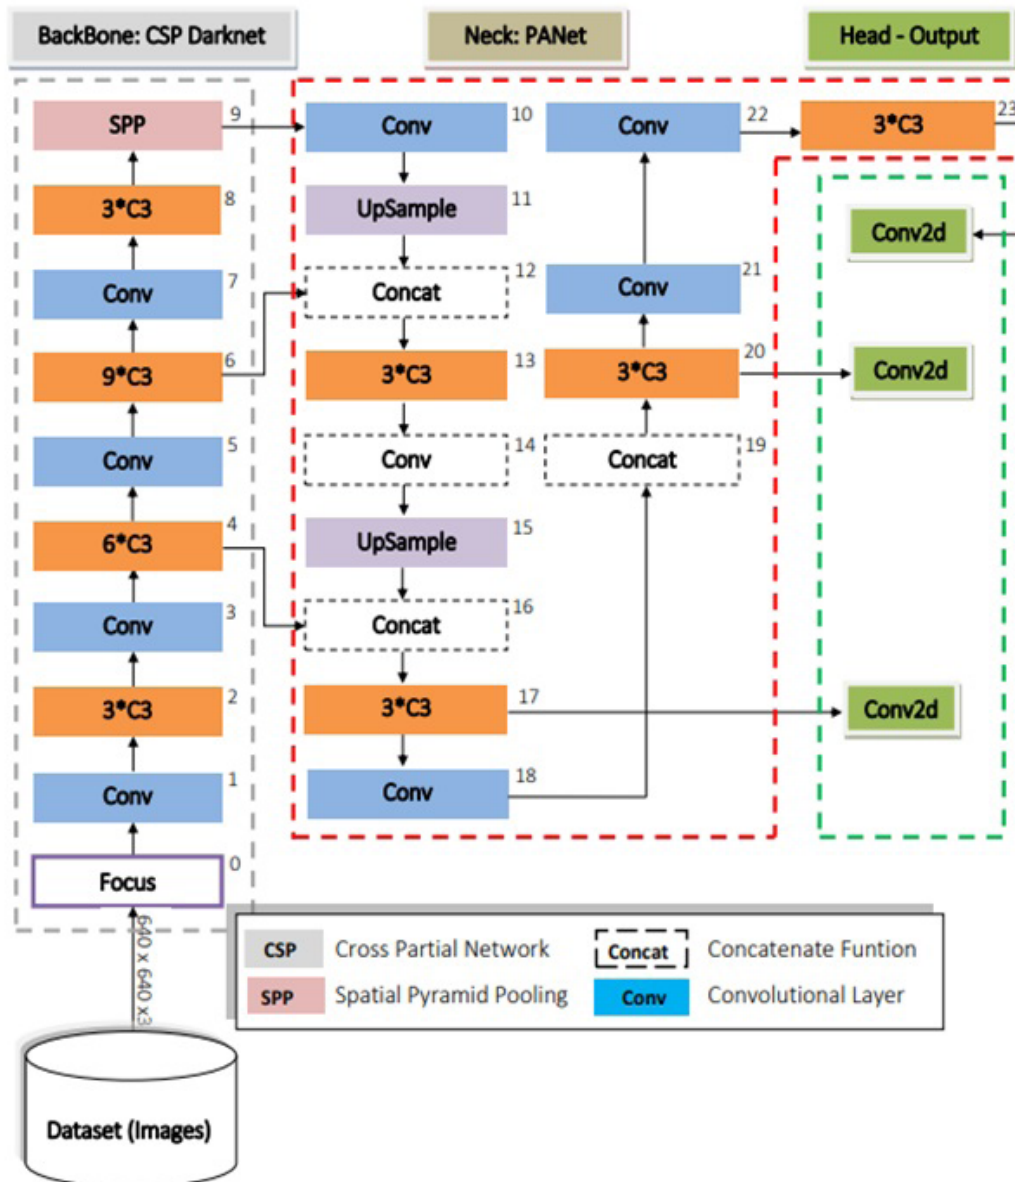 BackBone: CSP Darknet
Neck: PANet
Head - Output
SPP
9
3*C3
8
Conv
7
9*C3
6
Conv
5
6*C3
4
Conv
3
3*C3
2
Conv
1
Focus
0
640 x 640 x3
Dataset (Images)
Conv
10
UpSample
11
Concat
12
3*C3
13
Conv
14
UpSample
15
Concat
16
3*C3
17
Conv
18
Conv
22
Conv
21
3*C3
20
Concat
19
3*C3
23
Conv2d
Conv2d
Conv2d
CSP Cross Partial Network
Concat Concatenate Funtion
SPP Spatial Pyramid Pooling
Conv Convolutional Layer